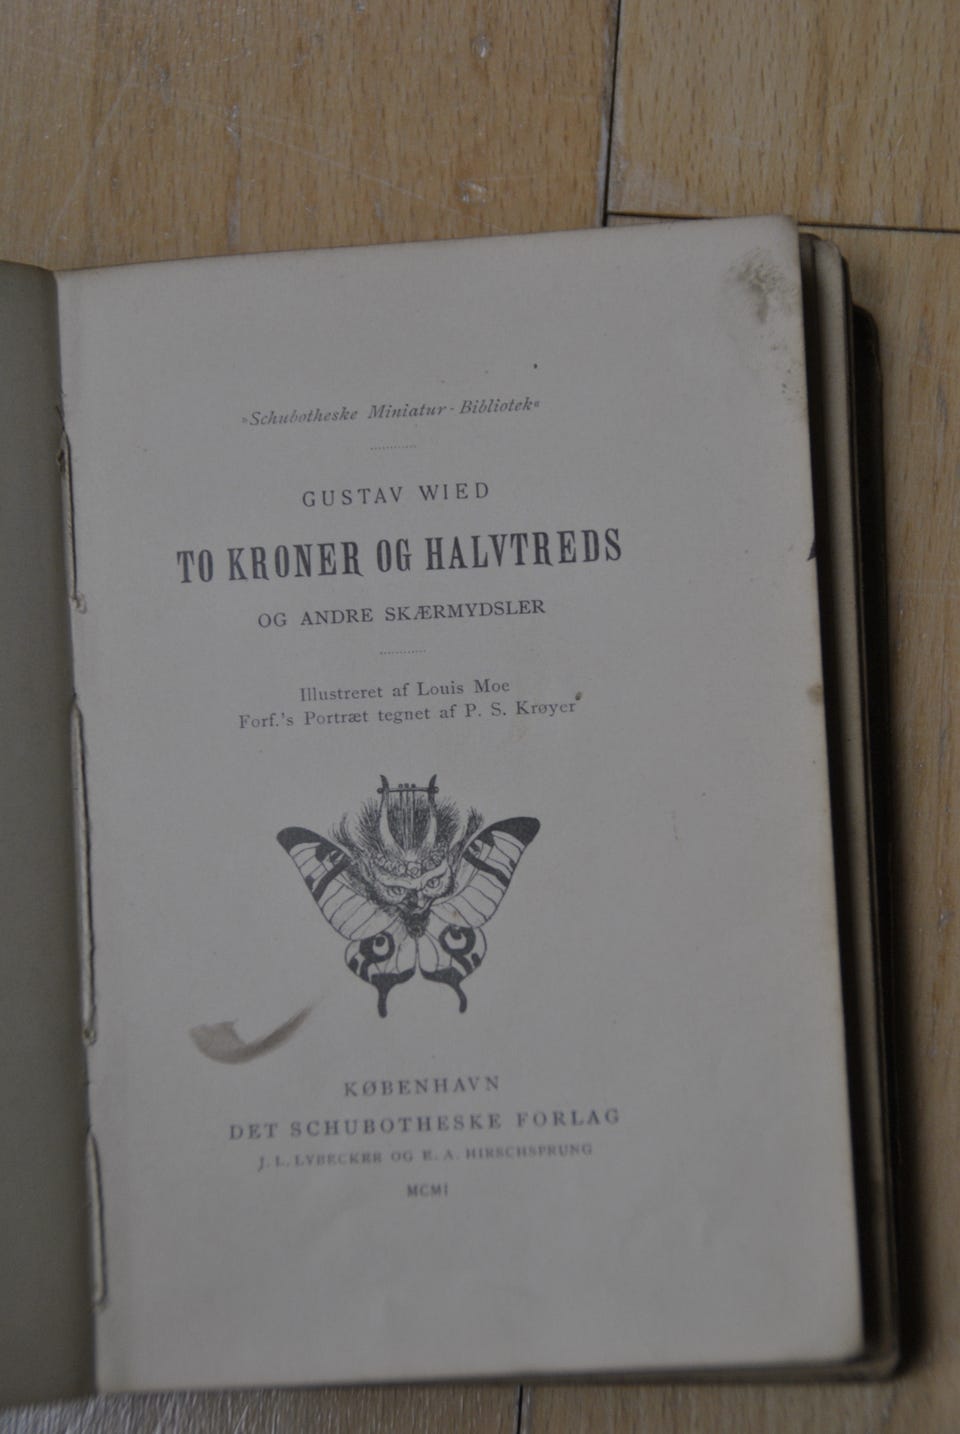 »Schubotheske Miniatur-Bibliotek«
GUSTAV WIED
TO KRONER OG HALVTREDS
OG ANDRE SKÆRMYDSLER
Illustreret af Louis Moe
Forf.'s Portræt tegnet af P. S. Krøyer
KØBENHAVN
DET SCHUBOTHESKE FORLAG
J. L. LYBECKER OG E. A. HIRSCHSPRUNG
MCMI